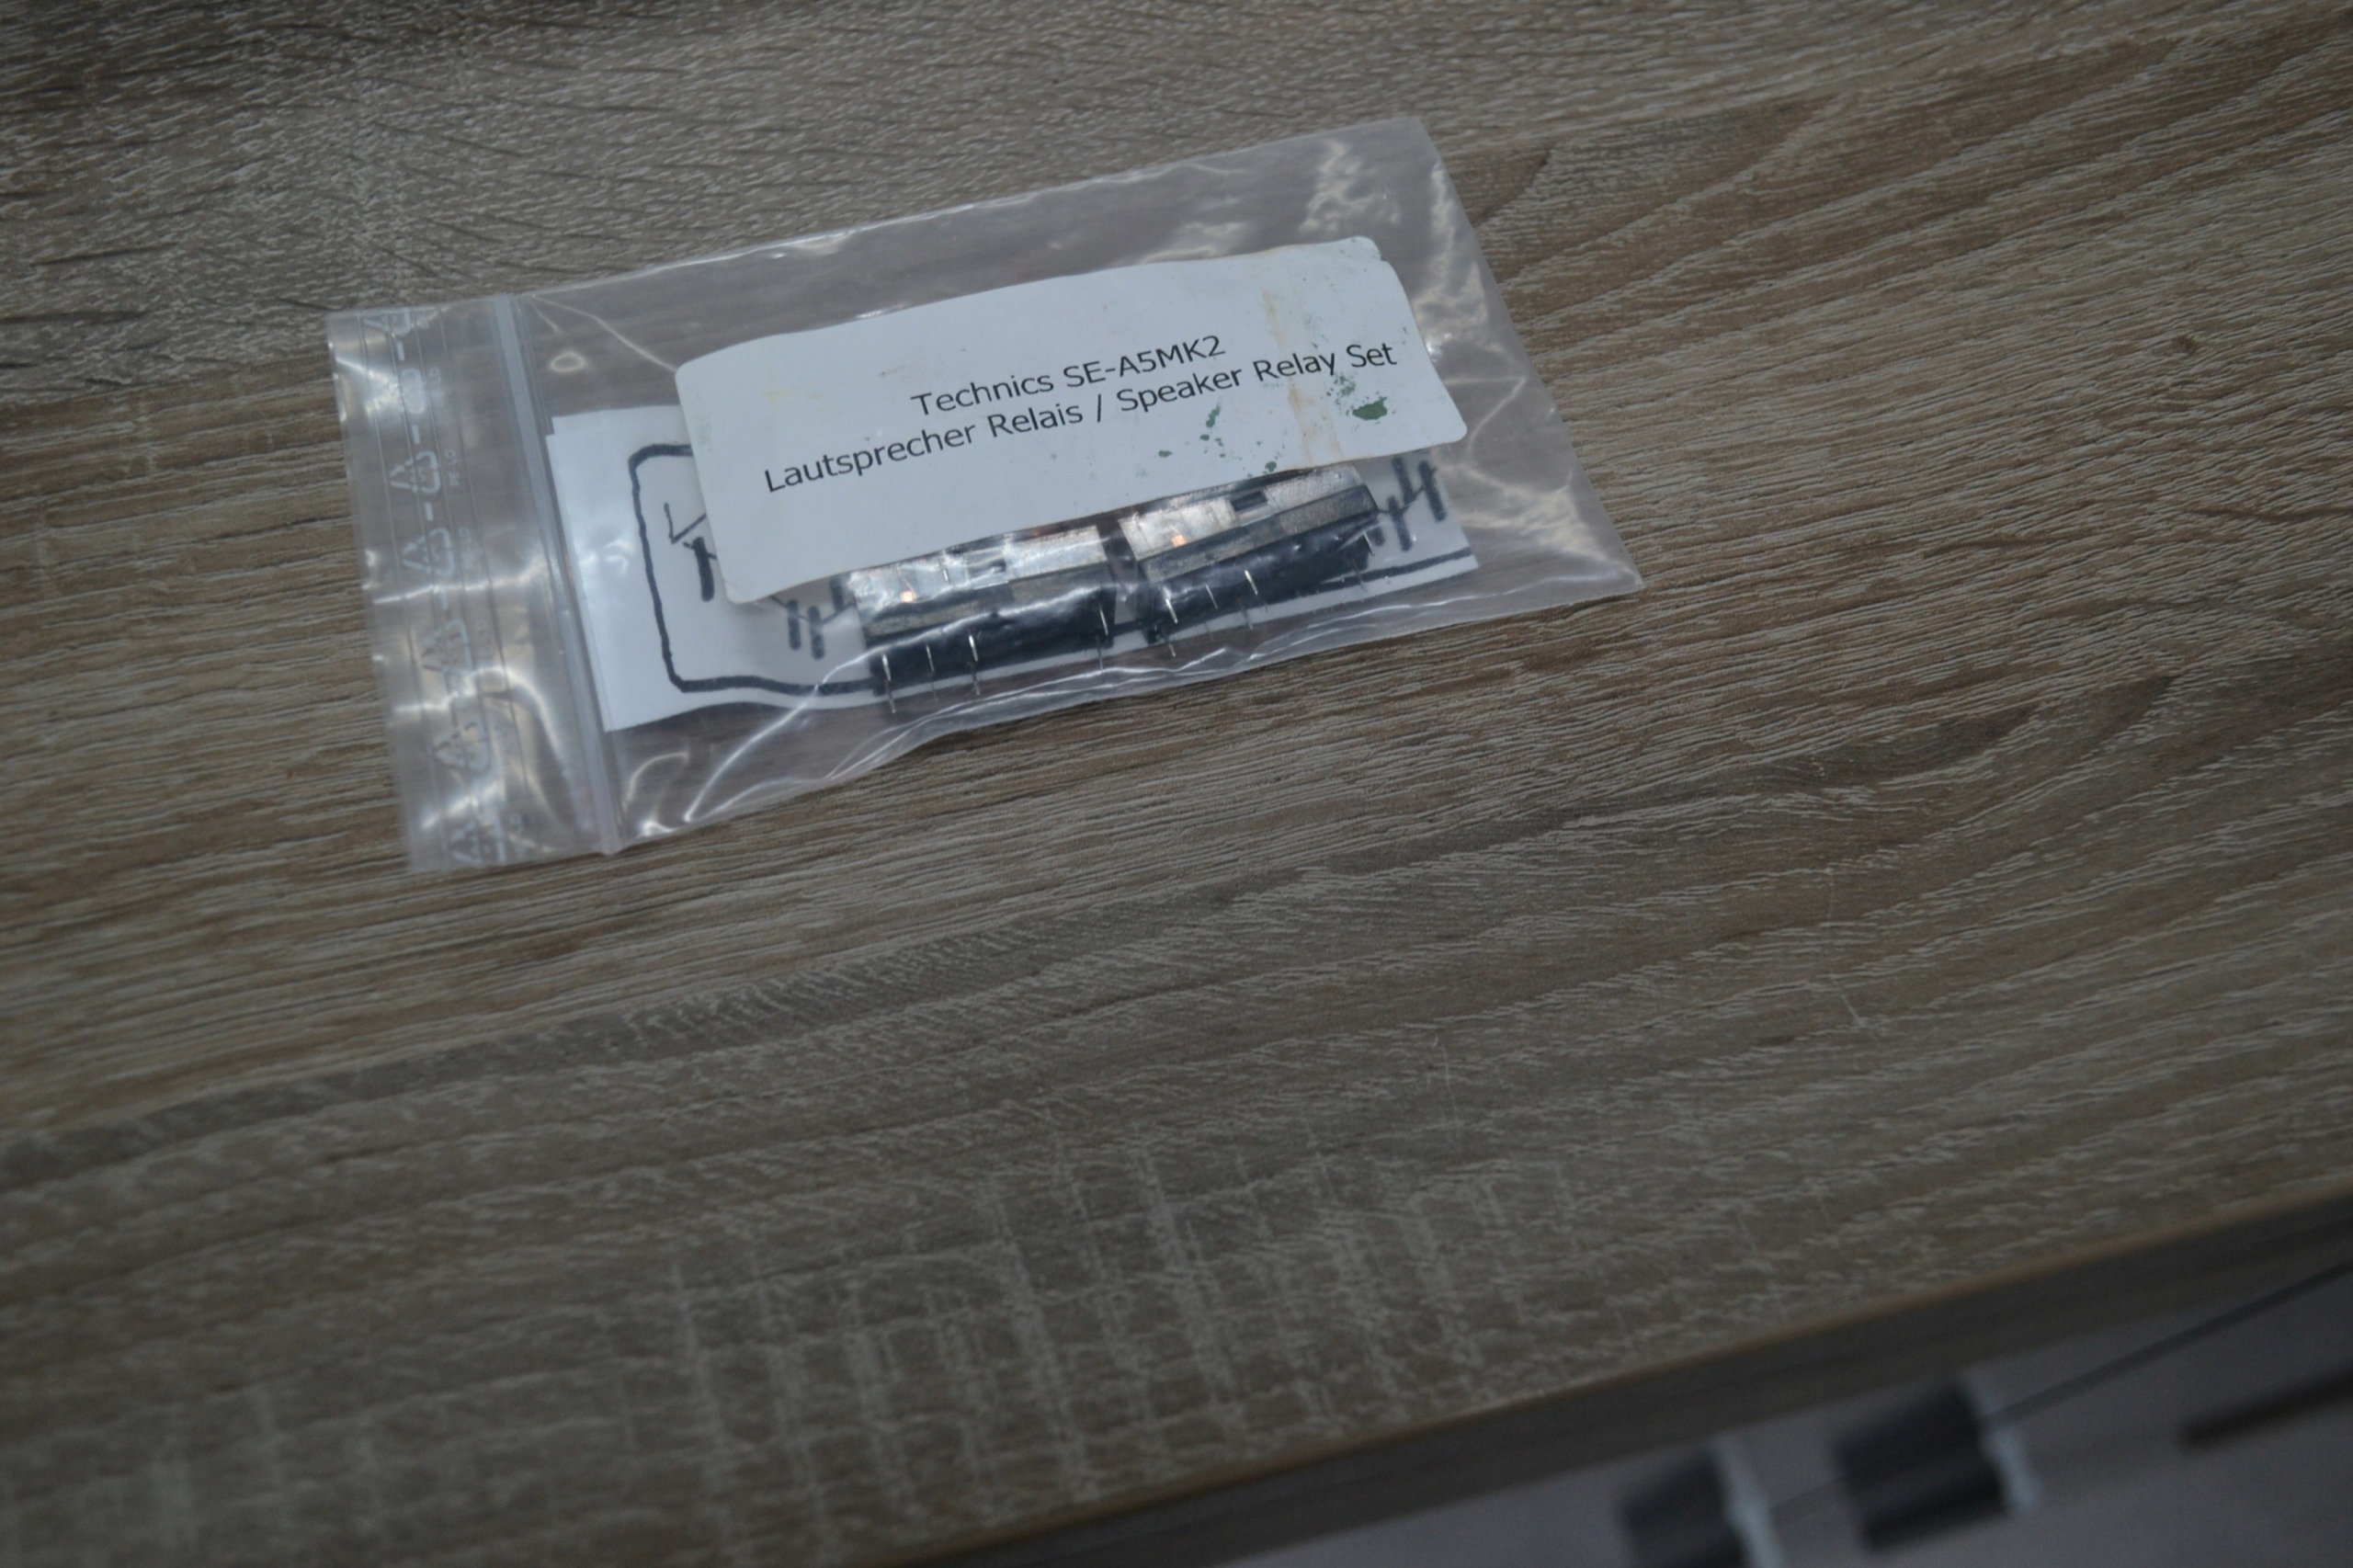 Technics SE-A5MK2
Lautsprecher Relais / Speaker Relay Set